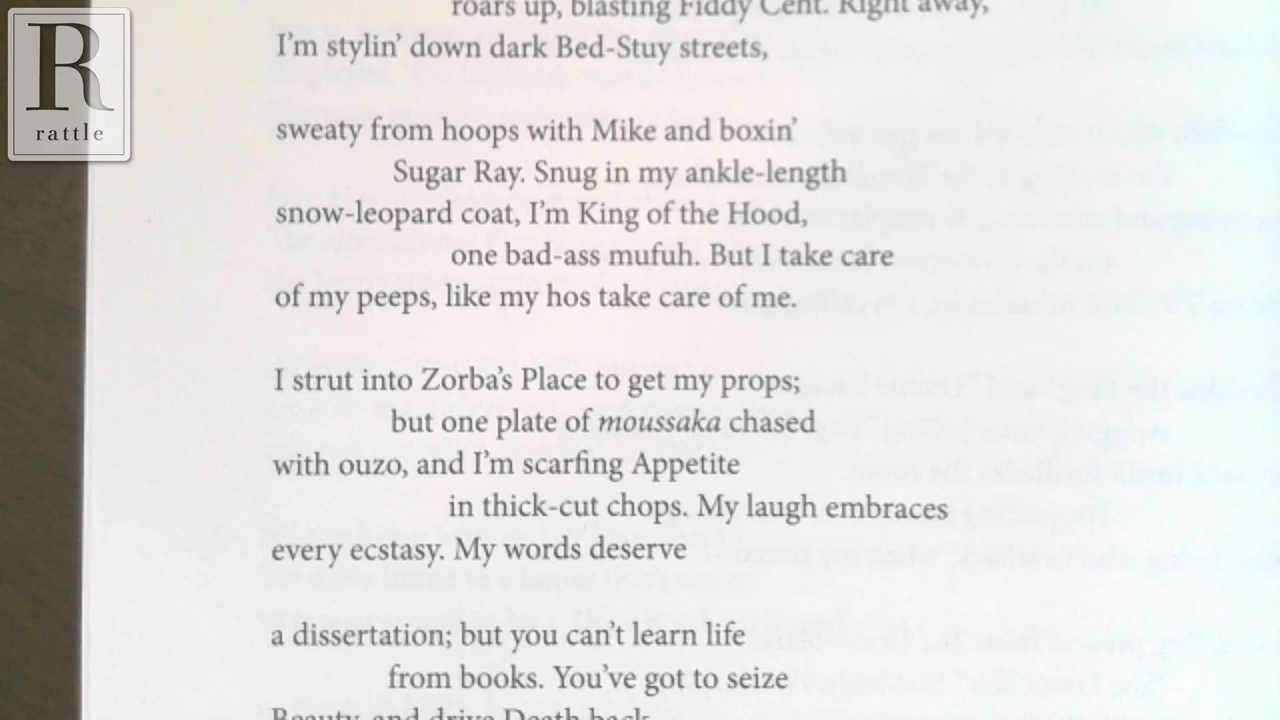 R
rattle
roars up, blasting Fiddy Cent. Right away,
I'm stylin' down dark Bed-Stuy streets,
sweaty from hoops with Mike and boxin'
Sugar Ray. Snug in my ankle-length
snow-leopard coat, I'm King of the Hood,
one bad-ass mufuh. But I take care
of my peeps, like my hos take care of me.
I strut into Zorba's Place to get my props;
but one plate of moussaka chased
with ouzo, and I'm scarfing Appetite
in thick-cut chops. My laugh embraces
every ecstasy. My words deserve
a dissertation; but you can't learn life
from books. You've got to seize
Beauty, and drive Death back